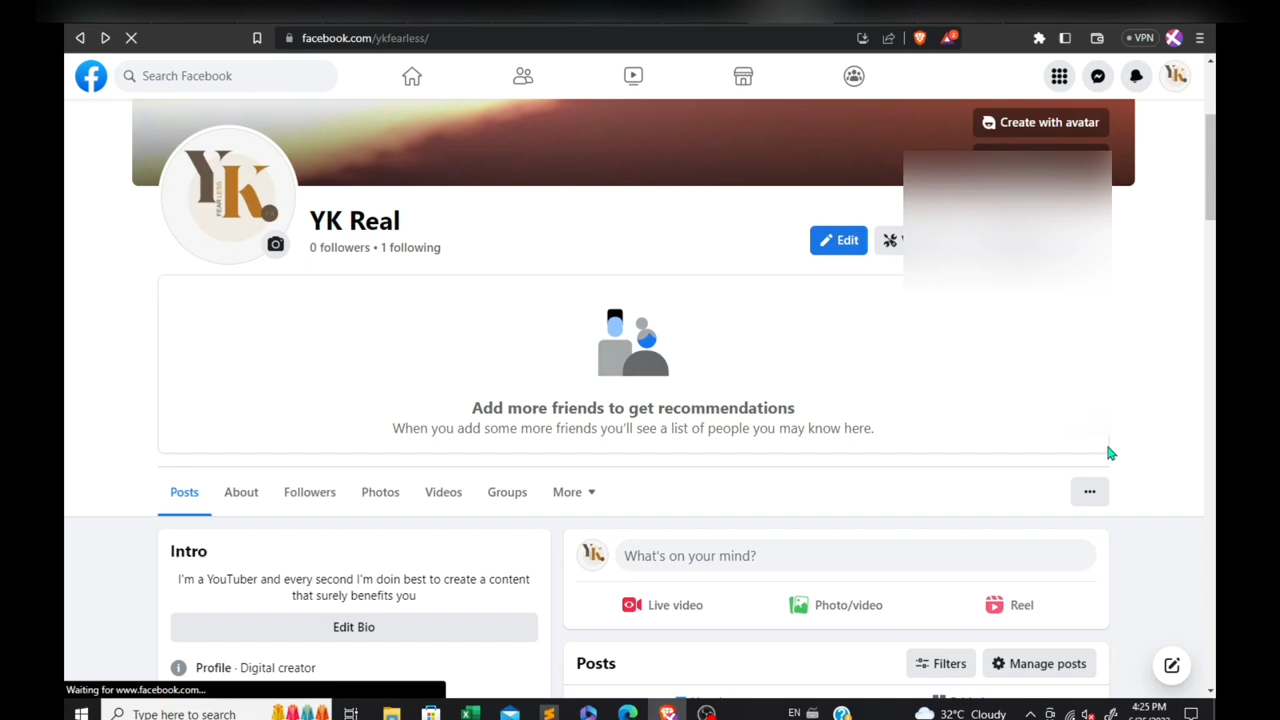 facebook.com/ykfearless/
VPN
Search Facebook
YK
Create with avatar
YK
FEARLESS
YK Real
0 followers • 1 following
Edit
Add more friends to get recommendations
When you add some more friends you'll see a list of people you may know here.
Posts About Followers Photos Videos Groups More
Intro
I'm a YouTuber and every second I'm doin best to create a content
that surely benefits you
Edit Bio
Profile · Digital creator
YK
What's on your mind?
Live video Photo/video Reel
Posts Filters Manage posts
Waiting for www.facebook.com...
Type here to search
EN
32°C Cloudy
4:25 PM